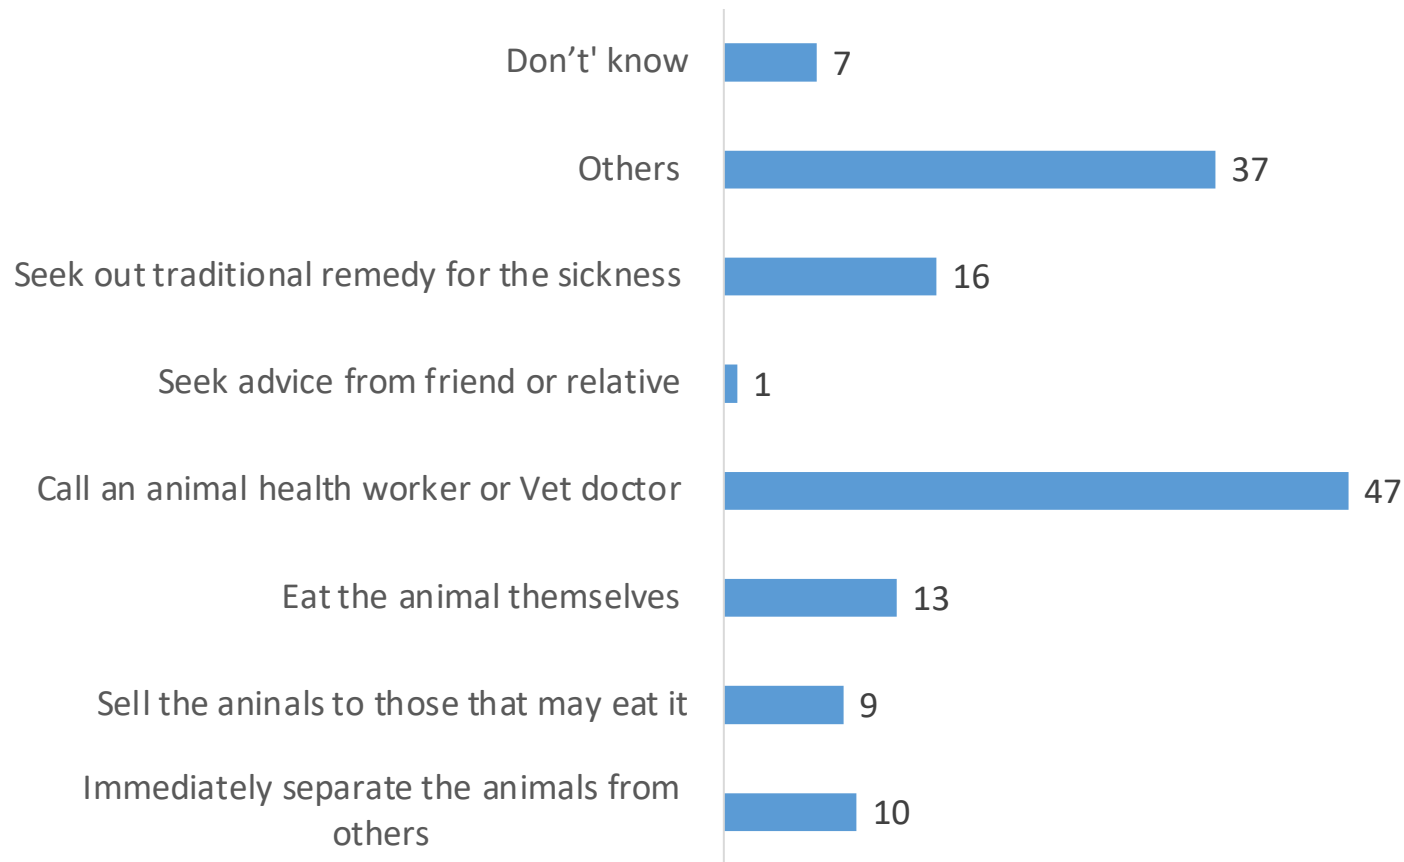 Don’t' know
7
Others
37
Seek out traditional remedy for the sickness
16
Seek advice from friend or relative
1
Call an animal health worker or Vet doctor
47
Eat the animal themselves
13
Sell the aninals to those that may eat it
9
Immediately separate the animals from
others
10